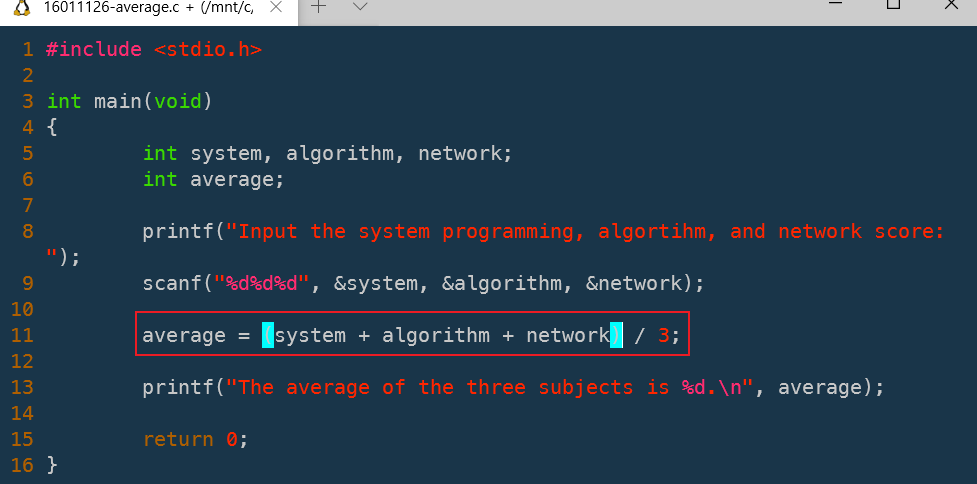 16011126-average.c + (/mnt/c,
1 #include <stdio.h>
2
3 int main(void)
4 {
5 int system, algorithm, network;
6 int average;
7
8 printf("Input the system programming, algortihm, and network score:
");
9 scanf("%d%d%d", &system, &algorithm, &network);
10
11 average = (system + algorithm + network) / 3;
12
13 printf("The average of the three subjects is %d.\n", average);
14
15 return 0;
16 }